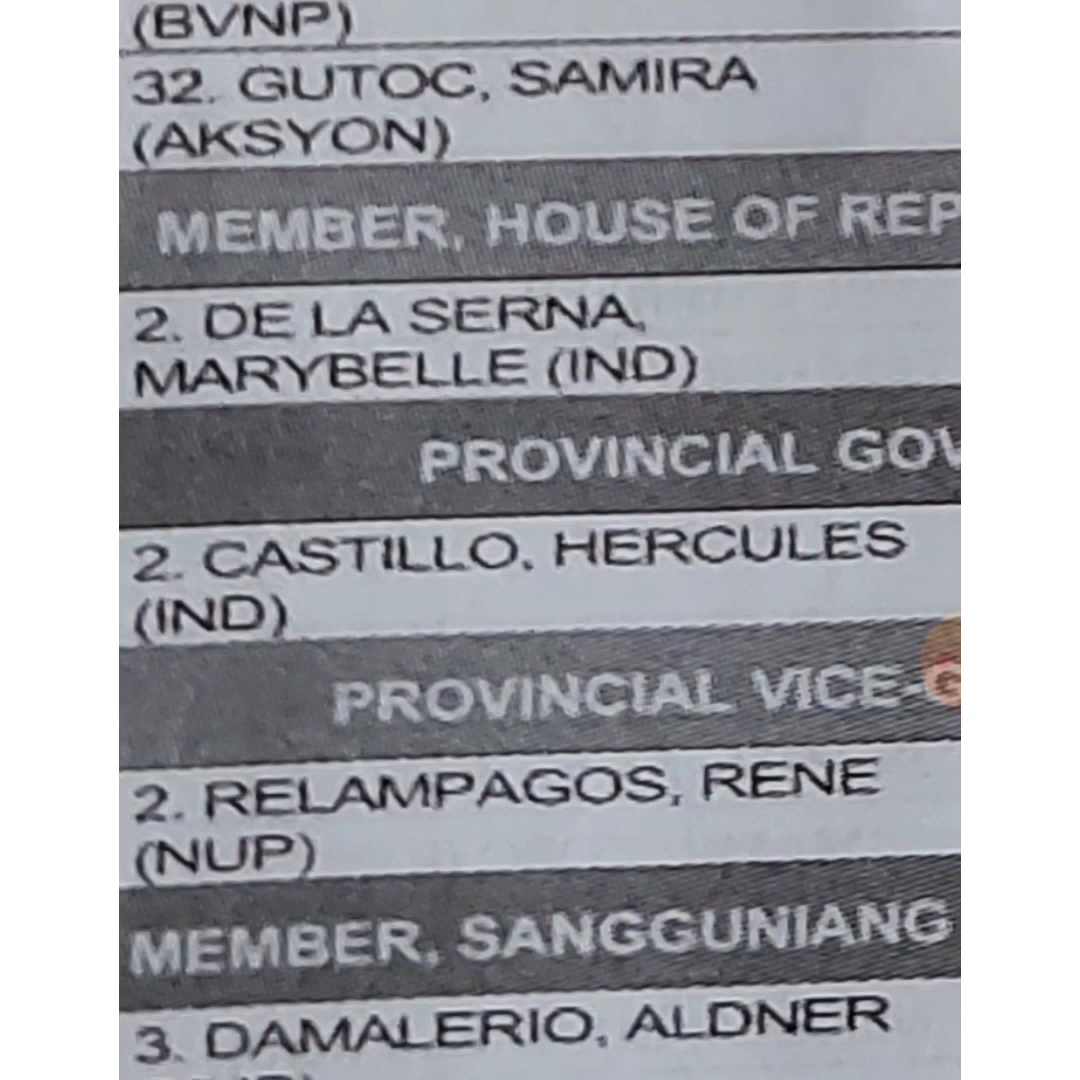 (BVNP)
32. GUTOC, SAMIRA
(AKSYON)
MEMBER, HOUSE OF REP
2. DE LA SERNA,
MARYBELLE (IND)
PROVINCIAL GOV
2. CASTILLO, HERCULES
(IND)
PROVINCIAL VICE-
2. RELAMPAGOS, RENE
(NUP)
MEMBER, SANGGUNIANG
3. DAMALERIO, ALDNER